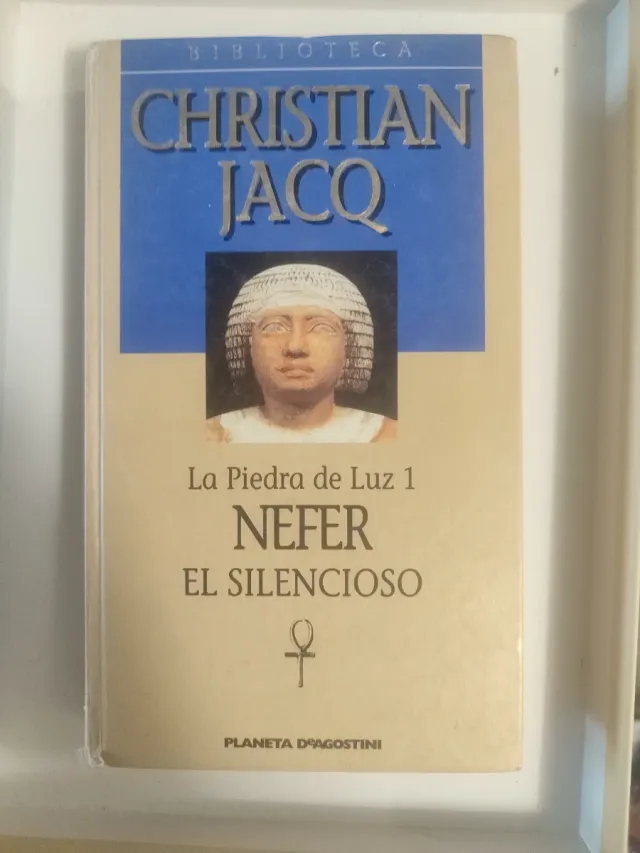 BIBLIOTECA
CHRISTIAN
JACQ
La Piedra de Luz 1
NEFER
EL SILENCIOSO
PLANETA DeAGOSTINI